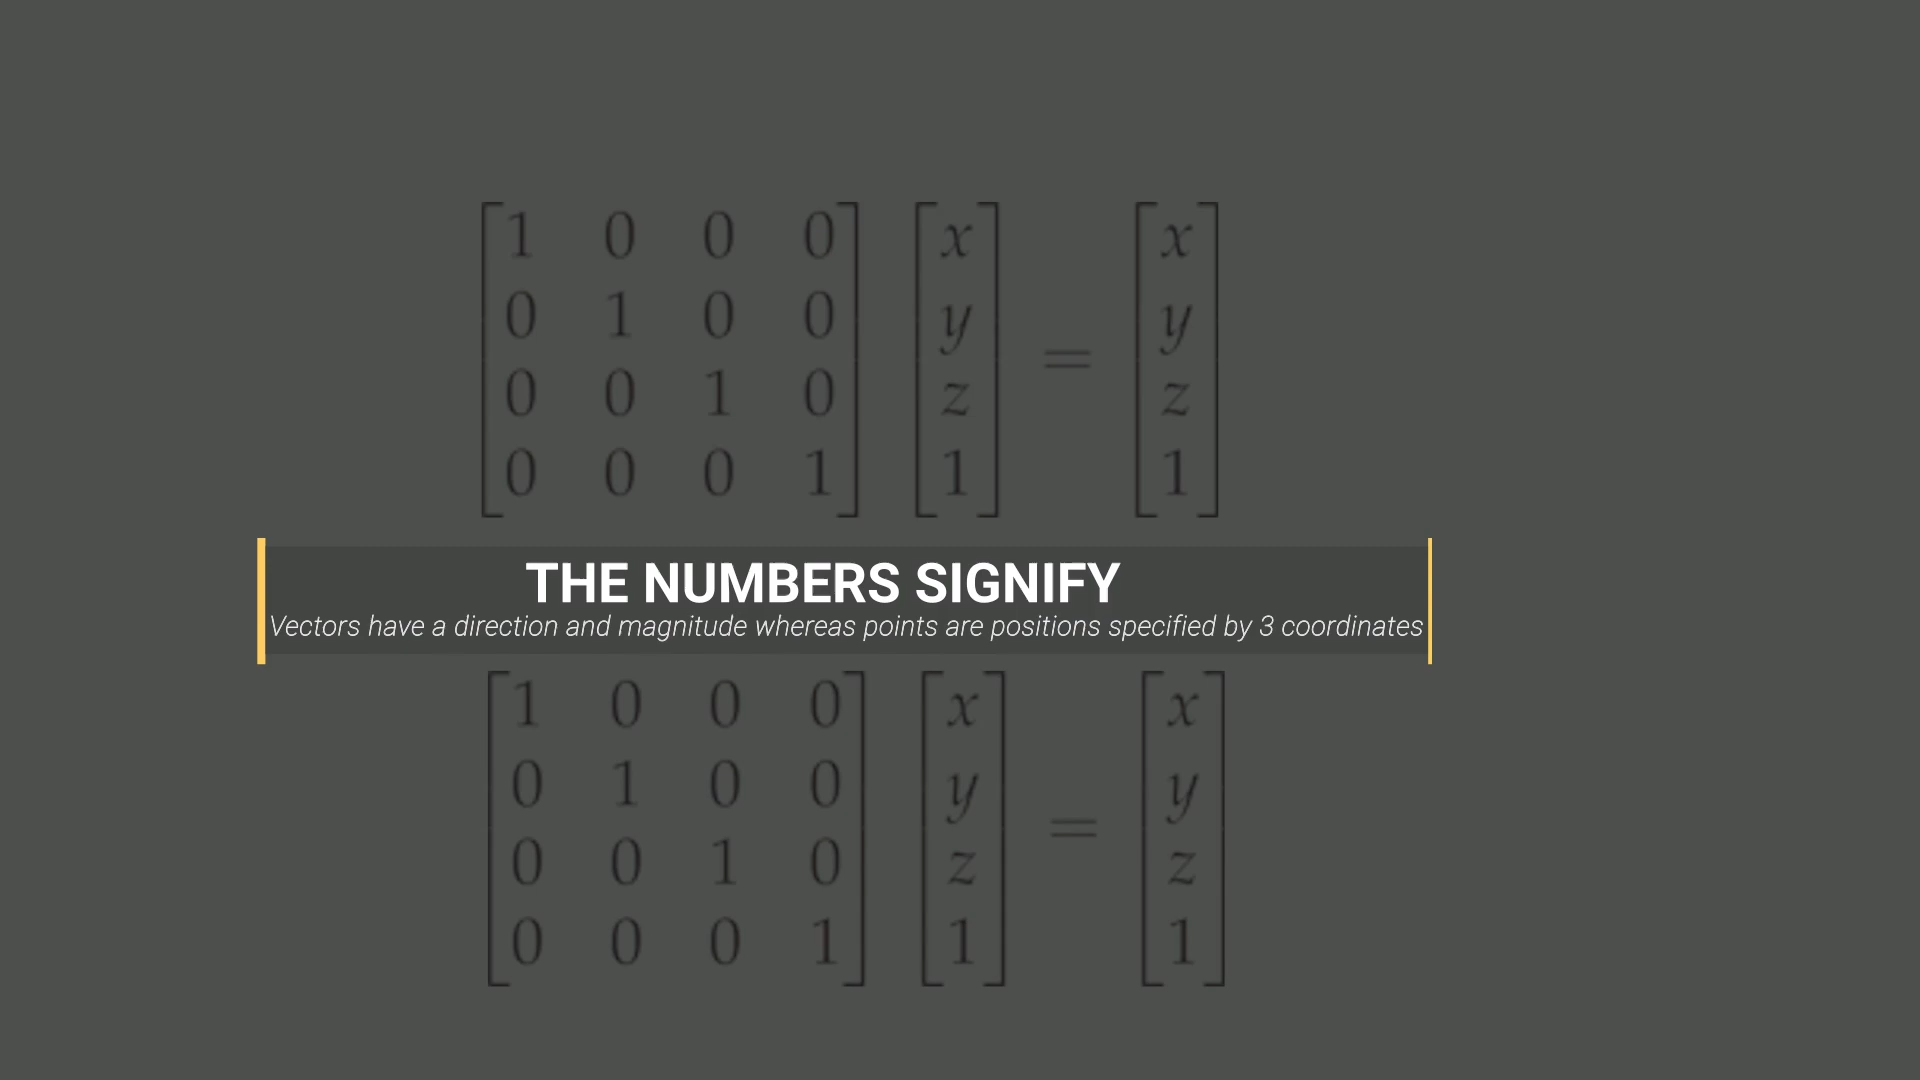 1 0 0 0 x x
0 1 0 0 y y
0 0 1 0 z = z
0 0 0 1 1 1
THE NUMBERS SIGNIFY
Vectors have a direction and magnitude whereas points are positions specified by 3 coordinates
1 0 0 0 x x
0 1 0 0 y y
0 0 1 0 z = z
0 0 0 1 1 1